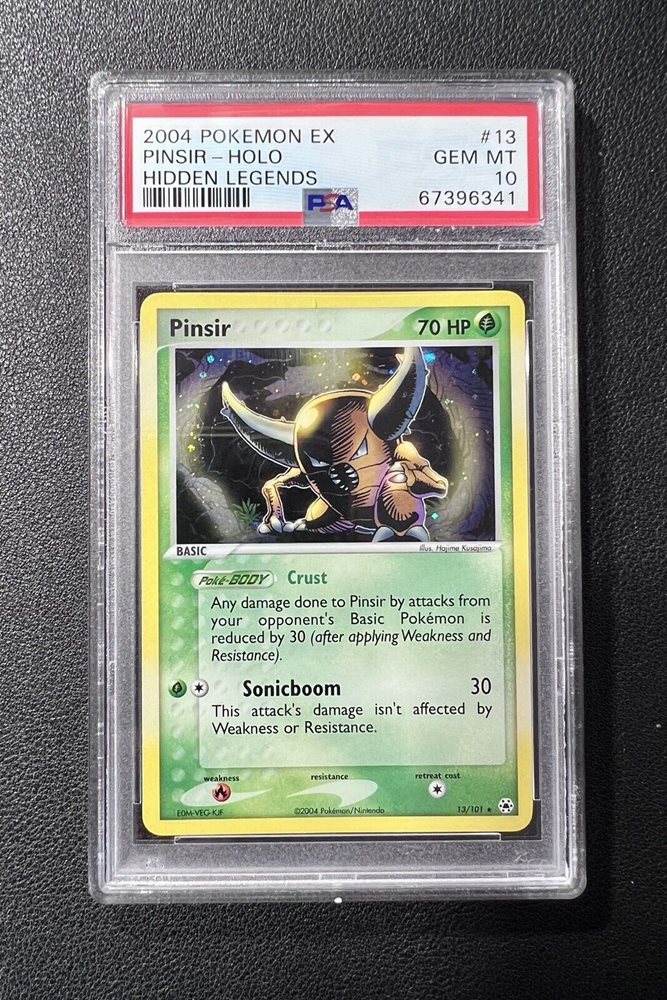 2004 POKEMON EX #13
PINSIR - HOLO GEM MT
HIDDEN LEGENDS 10
PSA 67396341
Pinsir 70 HP
BASIC Illus. Hajime Kusajima
Poké-BODY Crust
Any damage done to Pinsir by attacks from
your opponent's Basic Pokémon is
reduced by 30 (after applying Weakness and
Resistance).
Sonicboom 30
This attack's damage isn't affected by
Weakness or Resistance.
weakness resistance retreat cost
E0M-VEG-KJF ©2004 Pokémon/Nintendo 13/101 ★